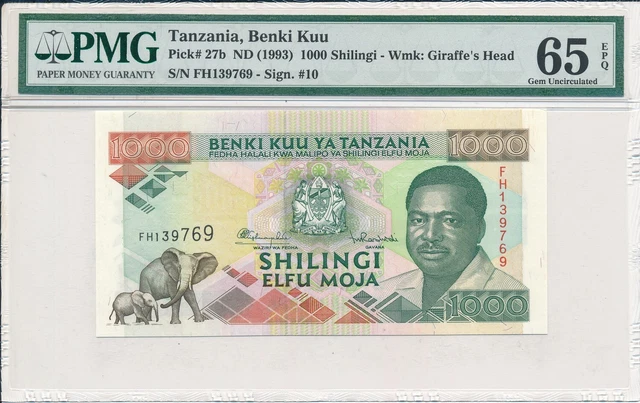 PMG
PAPER MONEY GUARANTY
Tanzania, Benki Kuu
Pick# 27b ND (1993) 1000 Shilingi - Wmk: Giraffe's Head
S/N FH139769 - Sign. #10
65 EPQ
Gem Uncirculated
1000
BENKI KUU YA TANZANIA
FEDHA HALALI KWA MALIPO YA SHILINGI ELFU MOJA
1000
FH139769
FH139769
WAZIRI WA FEDHA
GAVANA
SHILINGI
ELFU MOJA
1000